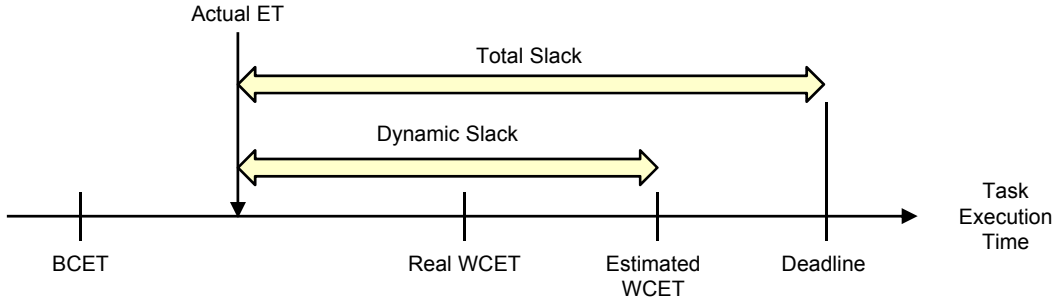 Actual ET
Total Slack
Dynamic Slack
Task
Execution
Time
BCET
Real WCET
Estimated
WCET
Deadline